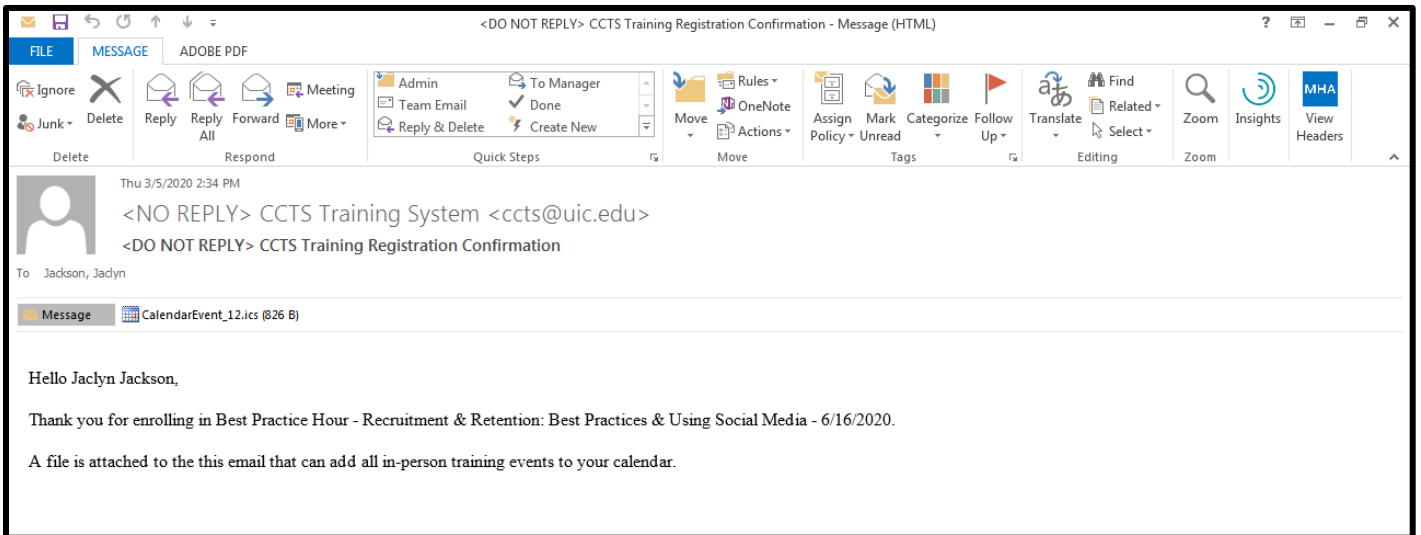 <DO NOT REPLY> CCTS Training Registration Confirmation - Message (HTML)
FILE MESSAGE ADOBE PDF
Ignore
Junk
Delete
Delete
Reply
Reply All
Forward
Meeting
More
Respond
Admin
Team Email
Reply & Delete
To Manager
Done
Create New
Quick Steps
Move
Rules
OneNote
Actions
Move
Assign Policy
Mark Unread
Categorize
Follow Up
Tags
Translate
Find
Related
Select
Editing
Zoom
Zoom
Insights
MHA
View Headers
Thu 3/5/2020 2:34 PM
<NO REPLY> CCTS Training System <ccts@uic.edu>
<DO NOT REPLY> CCTS Training Registration Confirmation
To Jackson, Jaclyn
Message CalendarEvent_12.ics (826 B)
Hello Jaclyn Jackson,
Thank you for enrolling in Best Practice Hour - Recruitment & Retention: Best Practices & Using Social Media - 6/16/2020.
A file is attached to the this email that can add all in-person training events to your calendar.